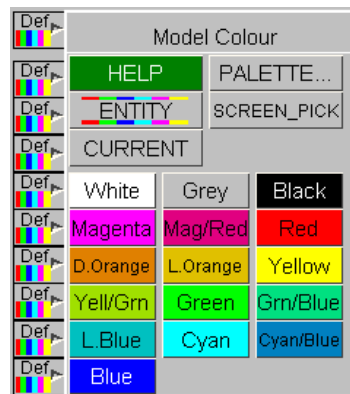 Def Model Colour
Def HELP PALETTE...
Def ENTITY SCREEN_PICK
Def CURRENT
Def White Grey Black
Def Magenta Mag/Red Red
Def D.Orange L.Orange Yellow
Def Yell/Grn Green Grn/Blue
Def L.Blue Cyan Cyan/Blue
Def Blue